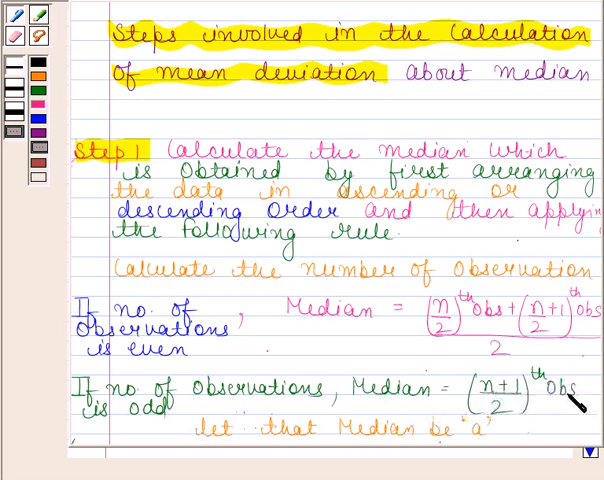 Steps involved in the Calculation
of mean deviation about median
Step 1 Calculate the median which
is obtained by first arranging
the data in ascending or
descending Order and then applying
the following rule.
Calculate the number of Observation
If no. of Observations is even, Median = ((n/2)^th Obs + (n/2+1)^th Obs)/2
If no. of Observations is odd, Median = ((n+1)/2)^th Obs
let that Median be 'a'